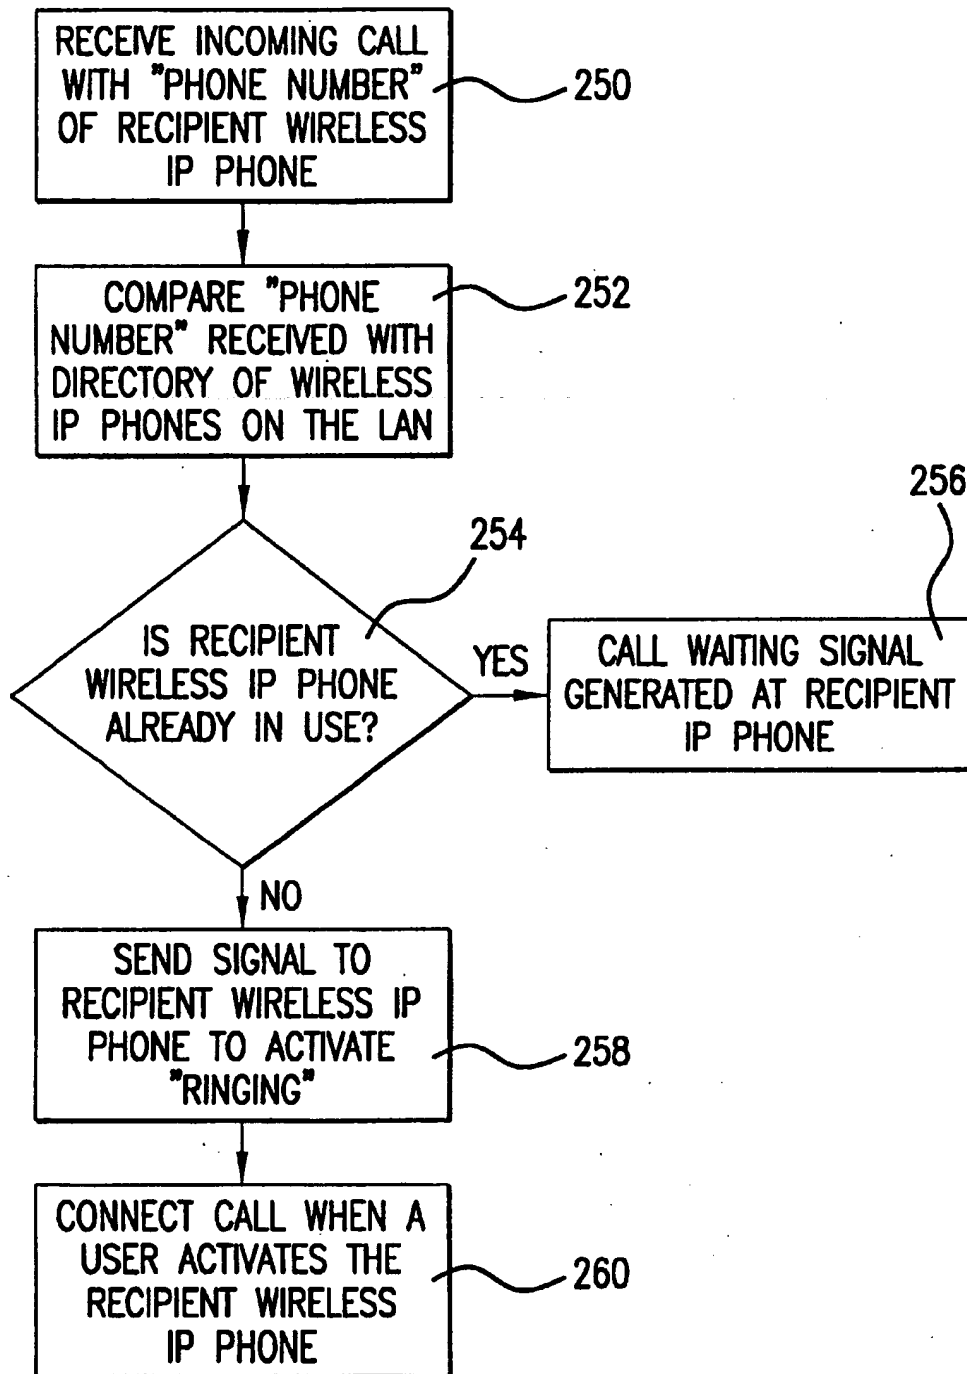 RECEIVE INCOMING CALL
WITH "PHONE NUMBER"
OF RECIPIENT WIRELESS
IP PHONE
250
COMPARE "PHONE
NUMBER" RECEIVED WITH
DIRECTORY OF WIRELESS
IP PHONES ON THE LAN
252
254
256
IS RECIPIENT
WIRELESS IP PHONE
ALREADY IN USE?
YES
CALL WAITING SIGNAL
GENERATED AT RECIPIENT
IP PHONE
NO
SEND SIGNAL TO
RECIPIENT WIRELESS IP
PHONE TO ACTIVATE
"RINGING"
258
CONNECT CALL WHEN A
USER ACTIVATES THE
RECIPIENT WIRELESS
IP PHONE
260